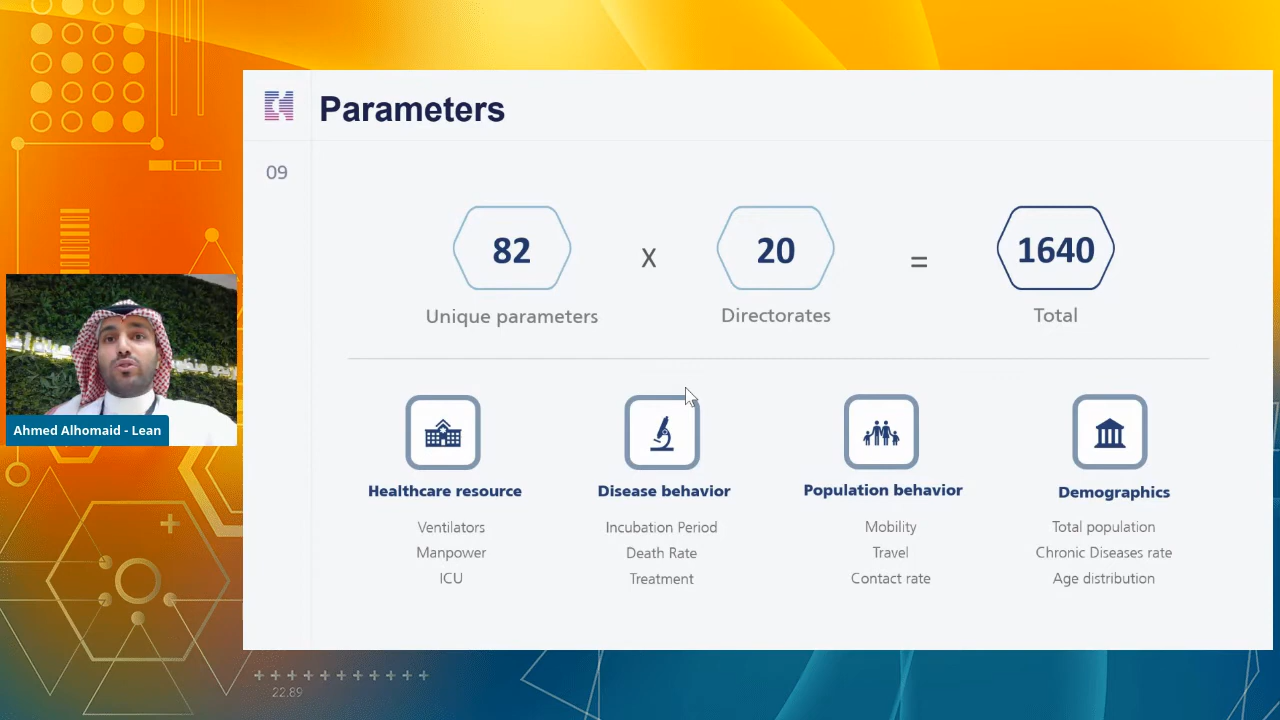 Parameters
09
82
X
20
=
1640
Unique parameters
Directorates
Total
Healthcare resource
Disease behavior
Population behavior
Demographics
Ventilators
Incubation Period
Mobility
Total population
Manpower
Death Rate
Travel
Chronic Diseases rate
ICU
Treatment
Contact rate
Age distribution
Ahmed Alhomaid - Lean
22.89